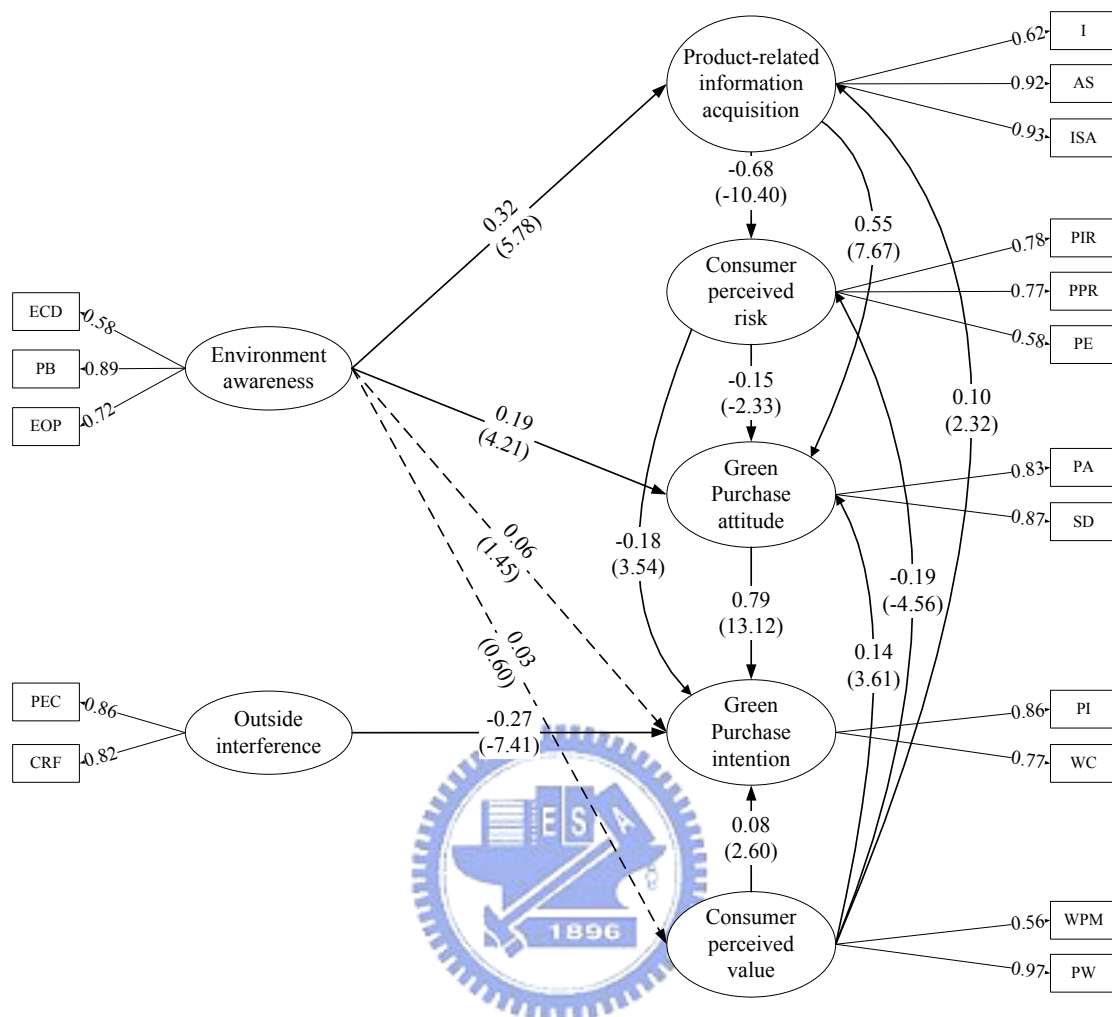 Product-related
information
acquisition
0.62
I
0.92
AS
0.93
ISA
-0.68
(-10.40)
0.32
(5.78)
0.55
(7.67)
Consumer
perceived
risk
0.78
PIR
0.77
PPR
0.58
PE
ECD
0.58
PB
0.89
EOP
0.72
Environment
awareness
-0.15
(-2.33)
0.10
(2.32)
0.19
(4.21)
Green
Purchase
attitude
0.83
PA
0.87
SD
0.06
(1.45)
-0.18
(3.54)
-0.19
(-4.56)
0.79
(13.12)
0.03
(0.60)
0.14
(3.61)
PEC
0.86
CRF
0.82
Outside
interference
-0.27
(-7.41)
Green
Purchase
intention
0.86
PI
0.77
WC
0.08
(2.60)
E S A
1896
Consumer
perceived
value
0.56
WPM
0.97
PW